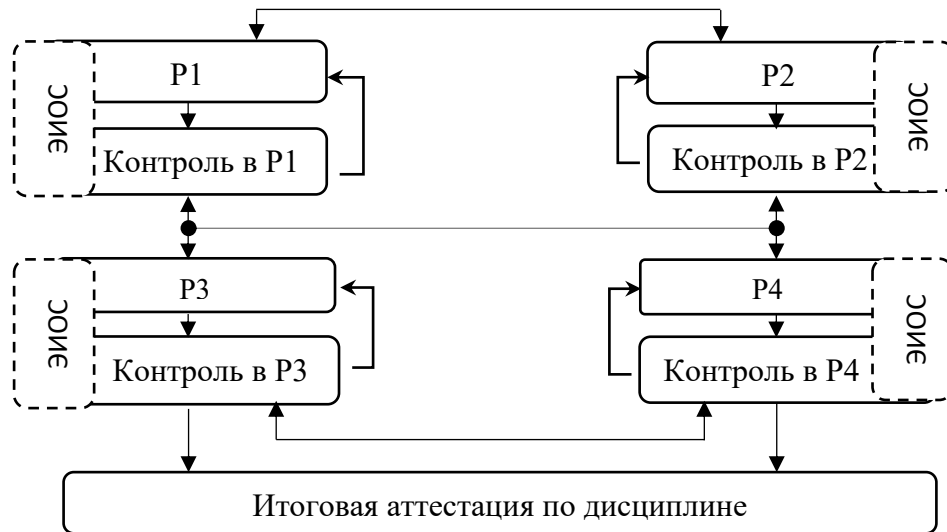 ЭИОС
Р1
Контроль в Р1
Р2
Контроль в Р2
ЭИОС
ЭИОС
Р3
Контроль в Р3
Р4
Контроль в Р4
ЭИОС
Итоговая аттестация по дисциплине